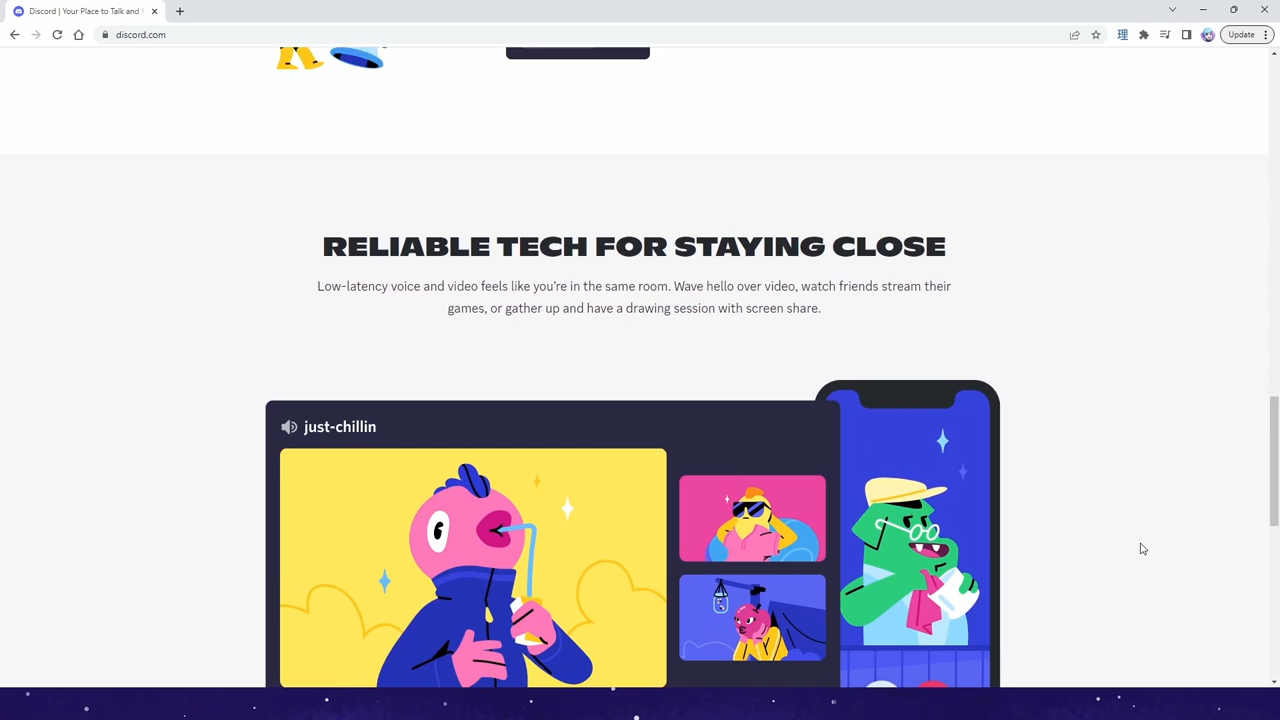 Discord | Your Place to Talk and
discord.com
Update
RELIABLE TECH FOR STAYING CLOSE
Low-latency voice and video feels like you're in the same room. Wave hello over video, watch friends stream their
games, or gather up and have a drawing session with screen share.
just-chillin